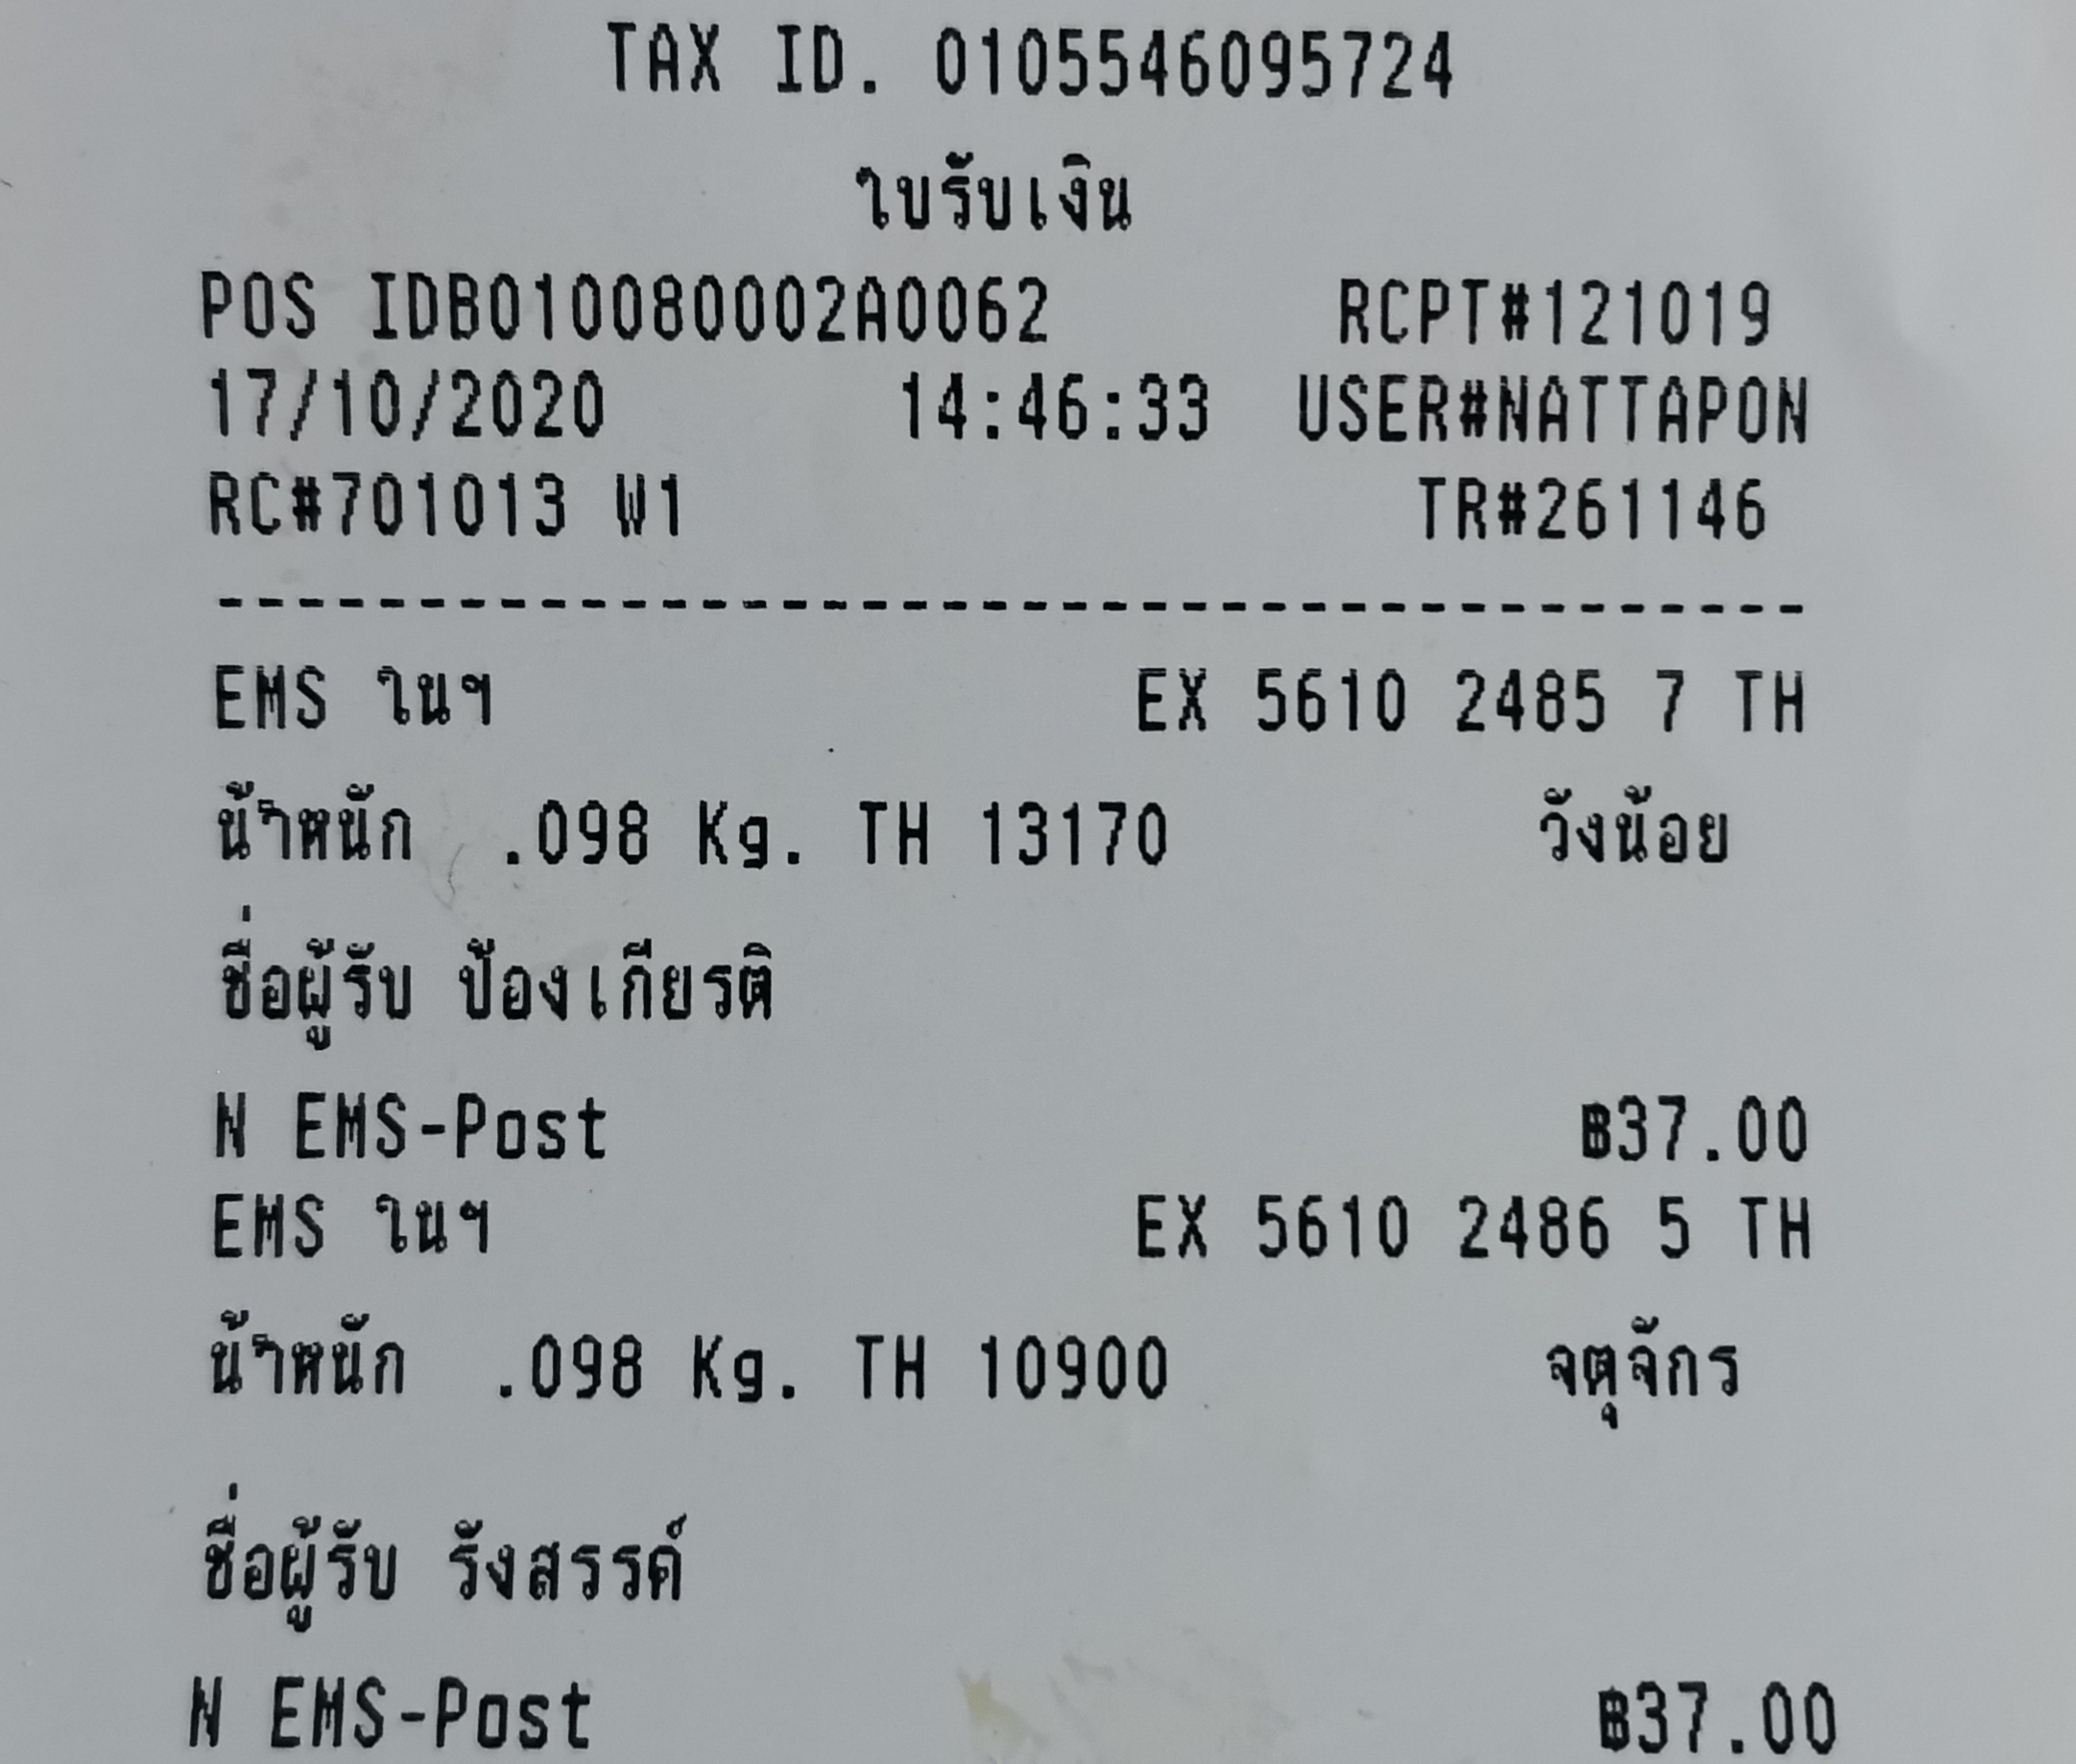 TAX ID. 0105546095724
ใบรับเงิน
POS IDB010080002A0062 RCPT#121019
17/10/2020 14:46:33 USER#NATTAPON
RC#701013 W1 TR#261146
----------------------------------------
EMS ในฯ EX 5610 2485 7 TH
น้ำหนัก .098 Kg. TH 13170 วังน้อย
ชื่อผู้รับ ป้องเกียรติ
N EMS-Post ฿37.00
EMS ในฯ EX 5610 2486 5 TH
น้ำหนัก .098 Kg. TH 10900 จตุจักร
ชื่อผู้รับ รังสรรค์
N EMS-Post ฿37.00